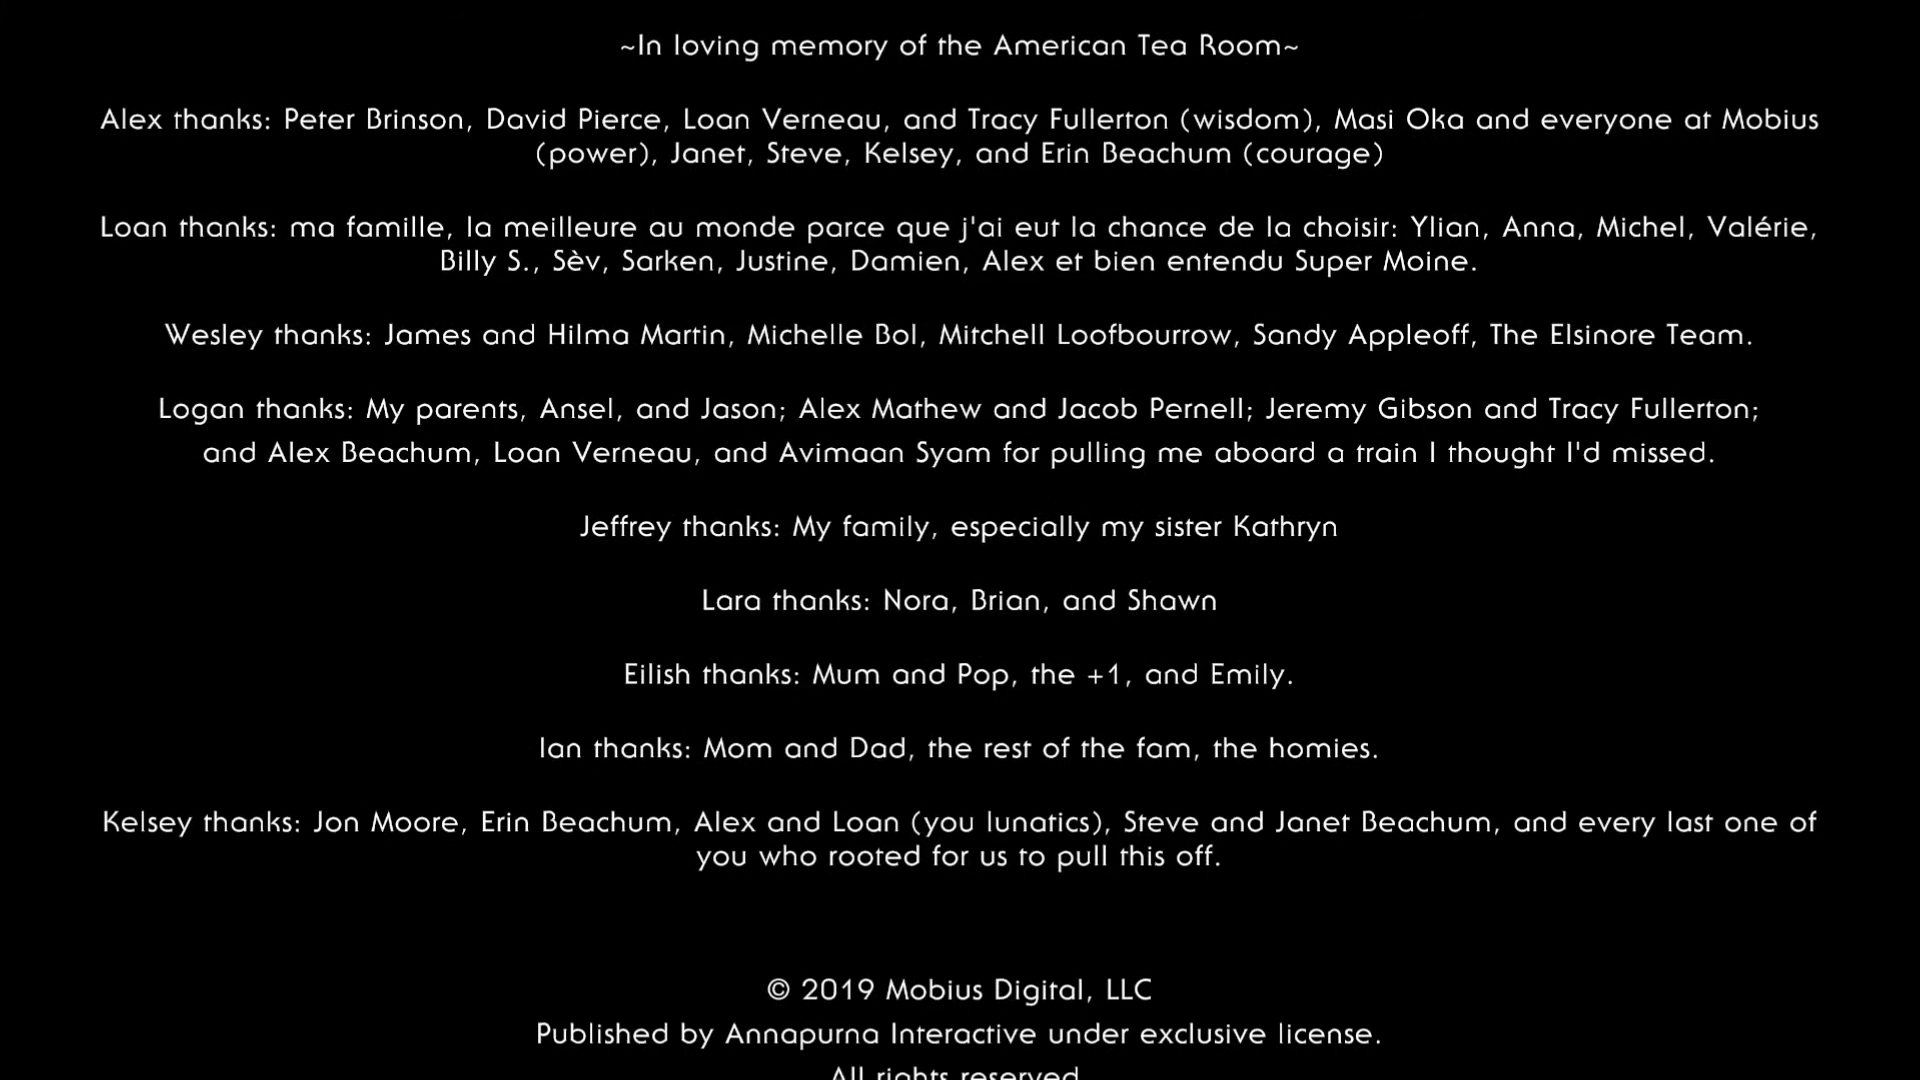 ~In loving memory of the American Tea Room~
Alex thanks: Peter Brinson, David Pierce, Loan Verneau, and Tracy Fullerton (wisdom), Masi Oka and everyone at Mobius
(power), Janet, Steve, Kelsey, and Erin Beachum (courage)
Loan thanks: ma famille, la meilleure au monde parce que j'ai eut la chance de la choisir: Ylian, Anna, Michel, Valérie,
Billy S., Sèv, Sarken, Justine, Damien, Alex et bien entendu Super Moine.
Wesley thanks: James and Hilma Martin, Michelle Bol, Mitchell Loofbourrow, Sandy Appleoff, The Elsinore Team.
Logan thanks: My parents, Ansel, and Jason; Alex Mathew and Jacob Pernell; Jeremy Gibson and Tracy Fullerton;
and Alex Beachum, Loan Verneau, and Avimaan Syam for pulling me aboard a train I thought I'd missed.
Jeffrey thanks: My family, especially my sister Kathryn
Lara thanks: Nora, Brian, and Shawn
Eilish thanks: Mum and Pop, the +1, and Emily.
Ian thanks: Mom and Dad, the rest of the fam, the homies.
Kelsey thanks: Jon Moore, Erin Beachum, Alex and Loan (you lunatics), Steve and Janet Beachum, and every last one of
you who rooted for us to pull this off.
© 2019 Mobius Digital, LLC
Published by Annapurna Interactive under exclusive license.
All rights reserved